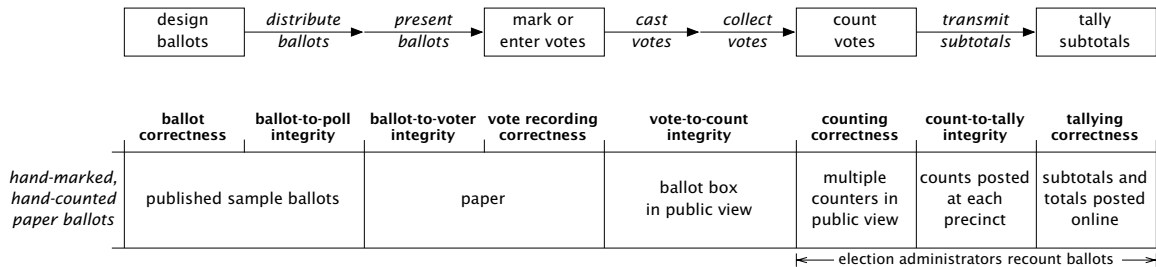 design
ballots
distribute
ballots
present
ballots
mark or
enter votes
cast
votes
collect
votes
count
votes
transmit
subtotals
tally
subtotals
ballot
correctness
ballot-to-poll
integrity
ballot-to-voter
integrity
vote recording
correctness
vote-to-count
integrity
counting
correctness
count-to-tally
integrity
tallying
correctness
hand-marked,
hand-counted
paper ballots
published sample ballots
paper
ballot box
in public view
multiple
counters in
public view
counts posted
at each
precinct
subtotals and
totals posted
online
election administrators recount ballots